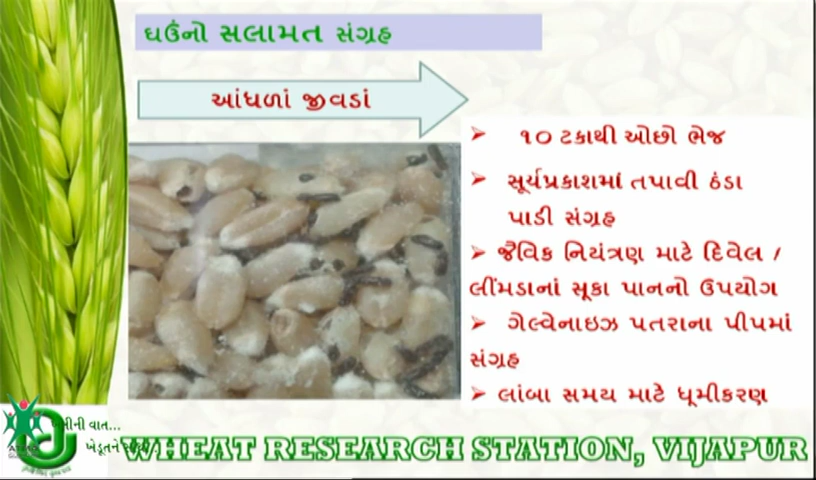 ઘઉંનો સલામત સંગ્રહ
આંધળાં જીવડાં
➢ ૧૦ ટકાથી ઓછો ભેજ
➢ સૂર્યપ્રકાશમાં તપાવી ઠંડા
પાડી સંગ્રહ
➢ જૈવિક નિયંત્રણ માટે દિવેલ /
લીંમડાનાં સૂકા પાનનો ઉપયોગ
➢ ગેલ્વેનાઇઝ પતરાના પીપમાં
સંગ્રહ
➢ લાંબા સમય માટે ધૂમીકરણ
વાત...
ખેડૂતને
WHEAT RESEARCH STATION, VIJAPUR